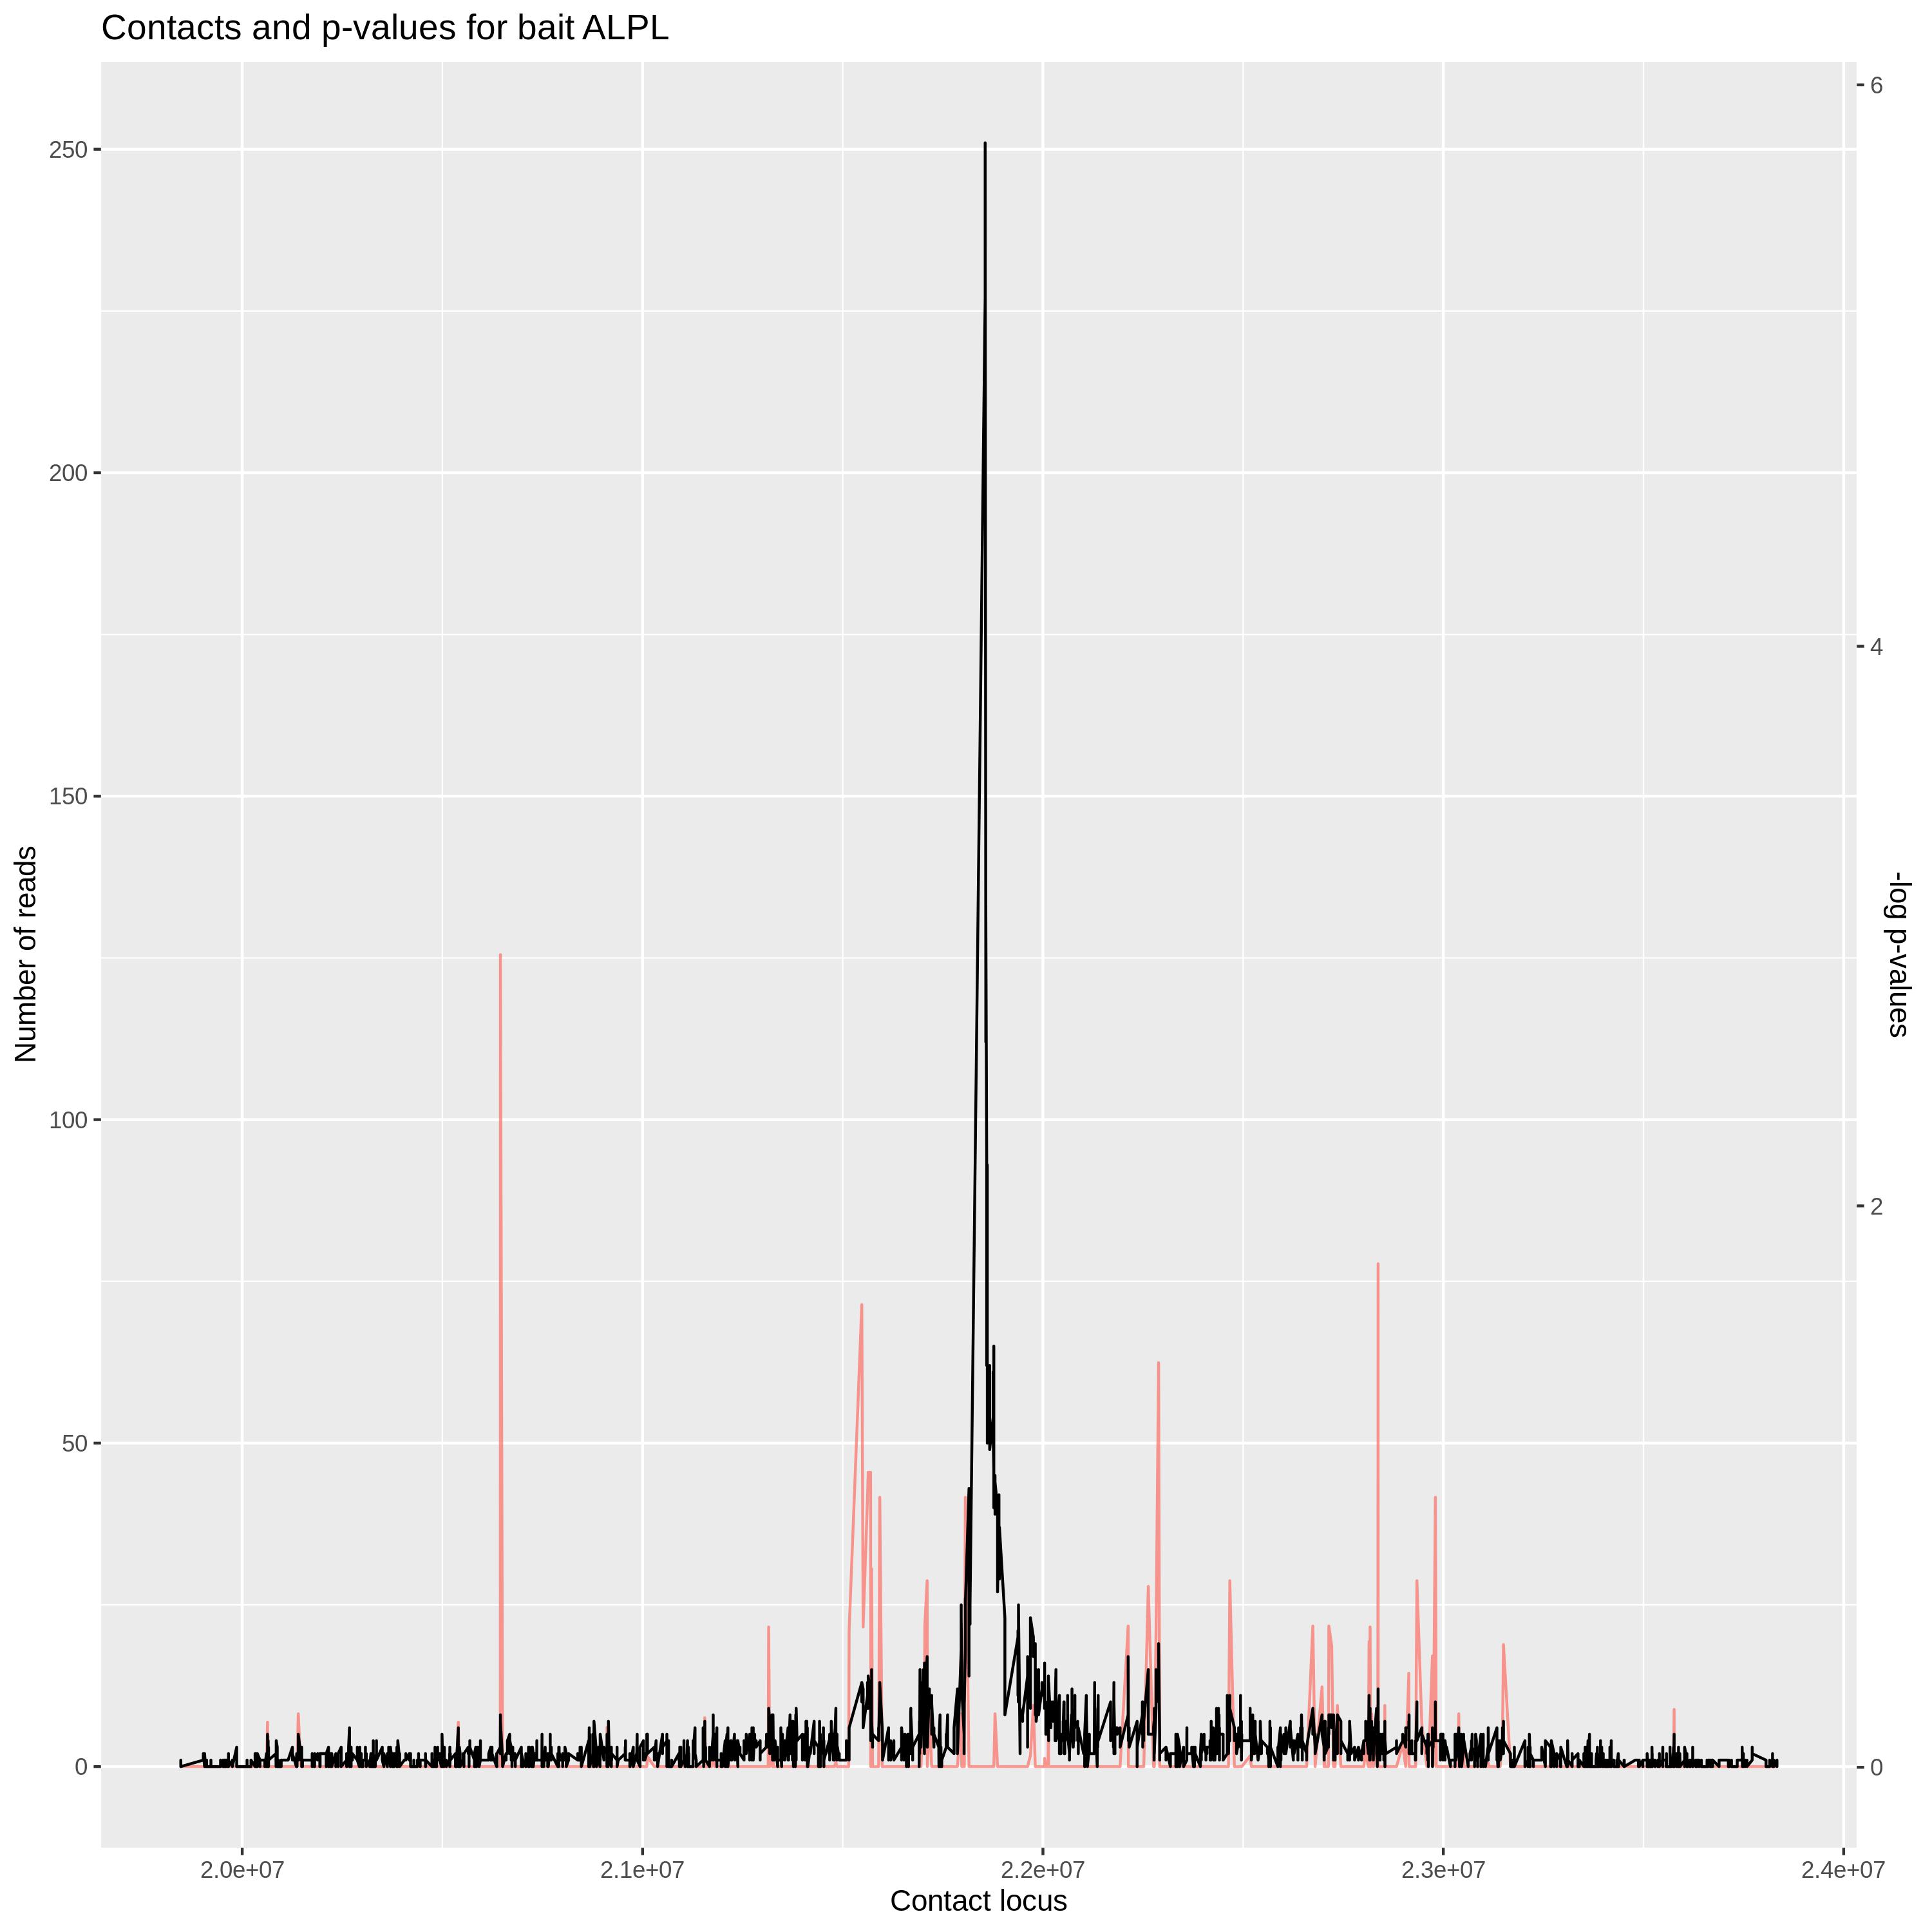 Contacts and p-values for bait ALPL
6
250
200
4
150
Number of reads
-log p-values
2
100
50
0
0
2.0e+07
2.1e+07
2.2e+07
2.3e+07
2.4e+07
Contact locus